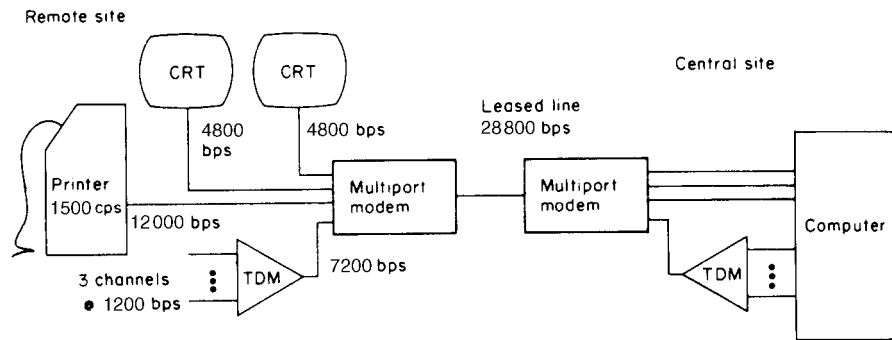 Remote site
CRT
CRT
Central site
4800
bps
4800 bps
Leased line
28800 bps
Printer
1500 cps
12000 bps
Multiport
modem
Multiport
modem
Computer
3 channels
@ 1200 bps
TDM
7200 bps
TDM